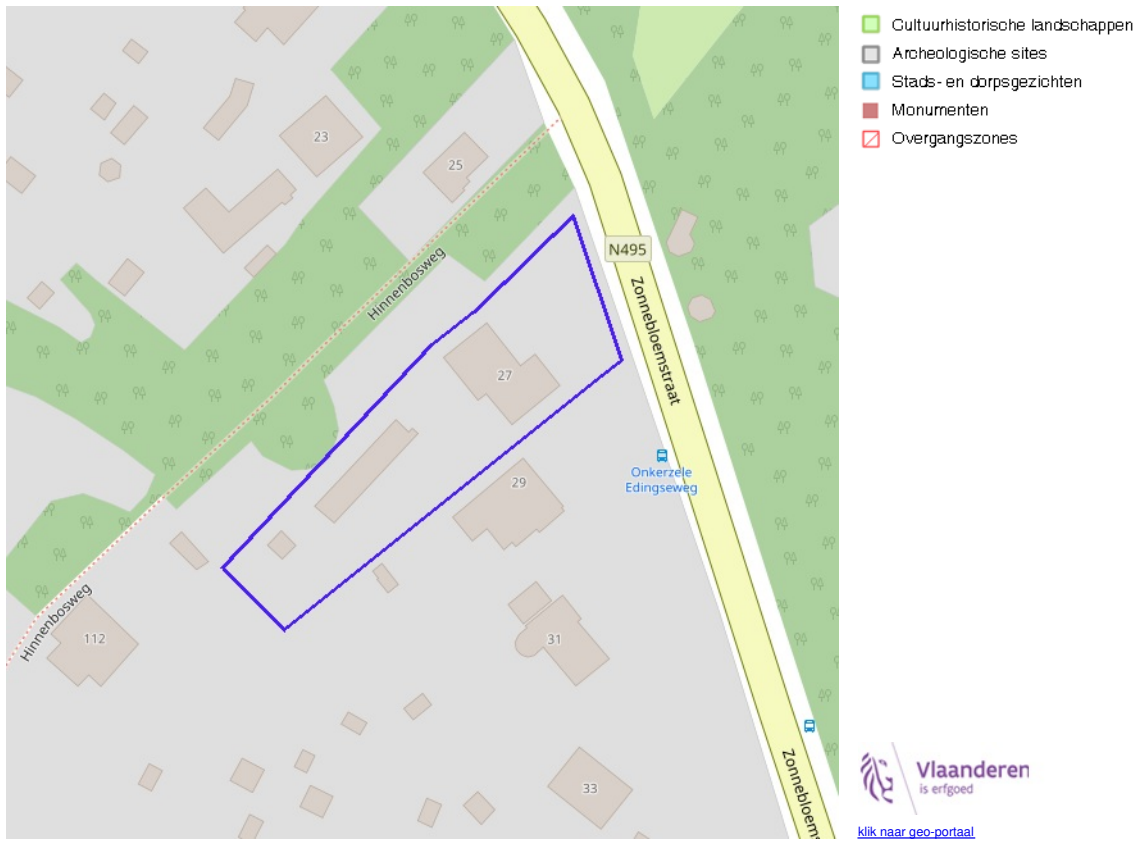 23
25
Hinnenbosweg
N495
Zonnebloemstraat
27
29
Onkerzele
Edingseweg
Hinnenbosweg
112
31
33
Zonnebloems
Cultuurhistorische landschappen
Archeologische sites
Stads- en dorpsgezichten
Monumenten
Overgangszones
Vlaanderen
is erfgoed
klik naar geo-portaal